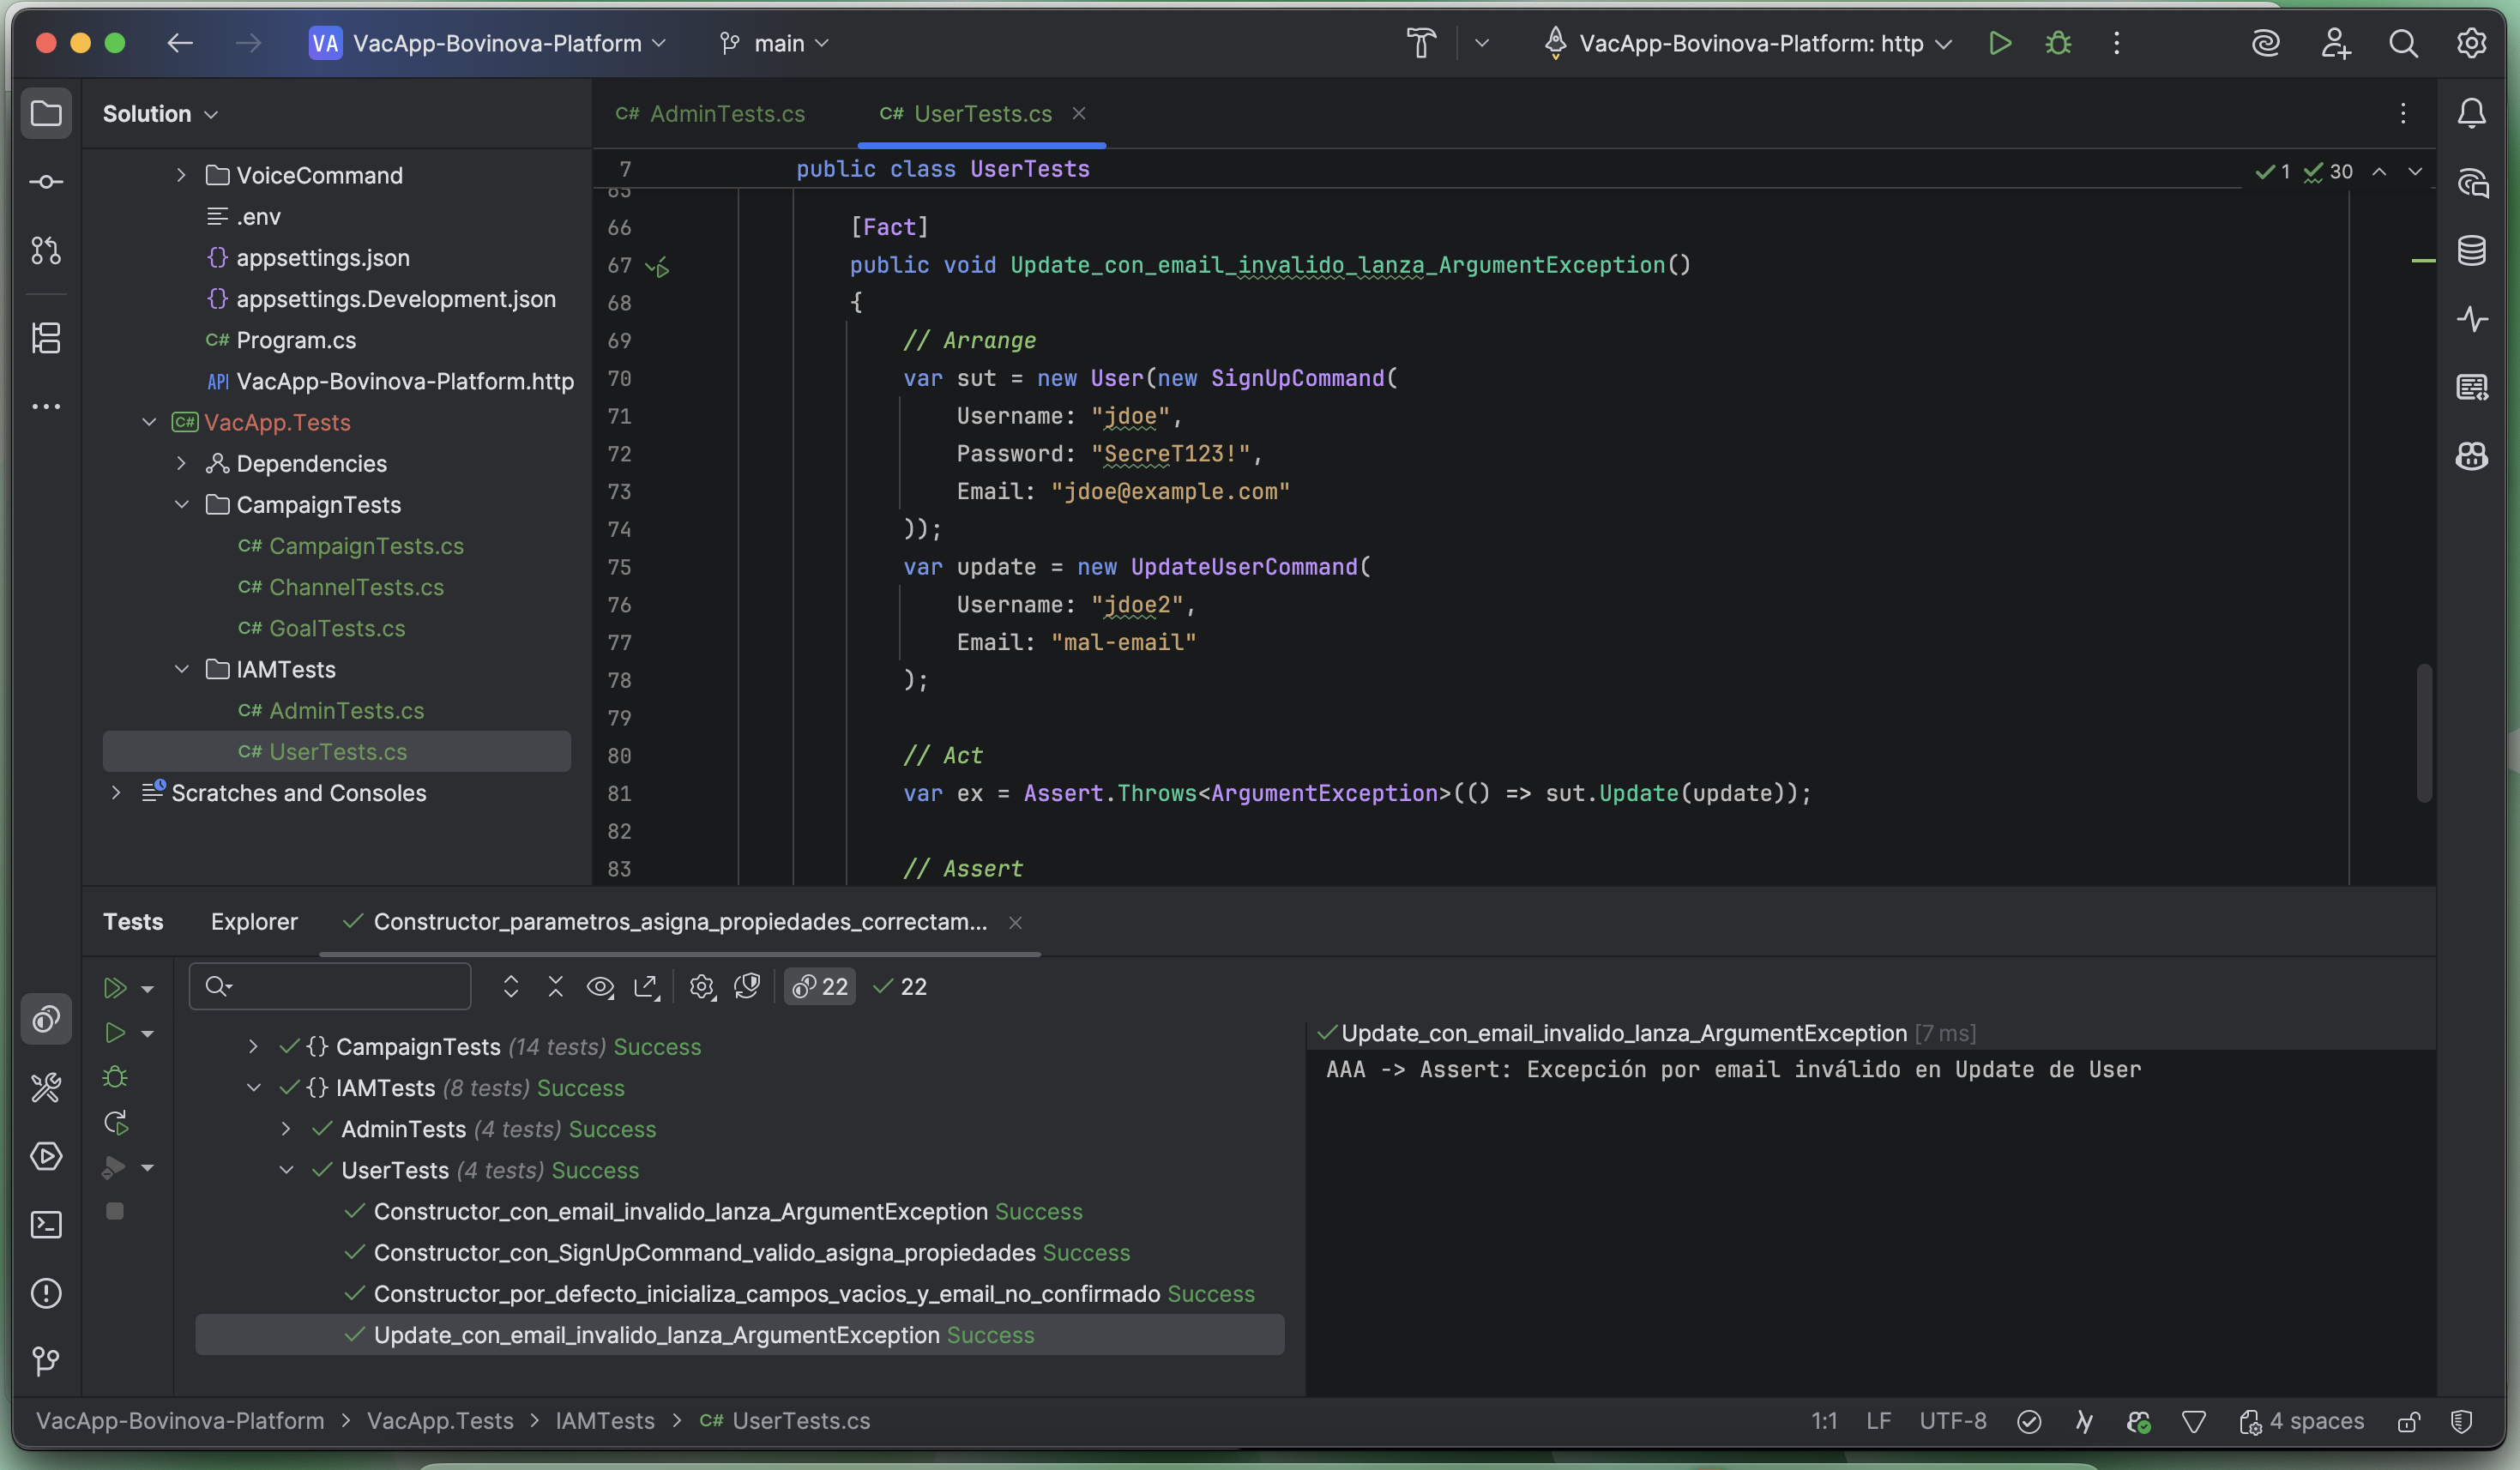 VA VacApp-Bovinova-Platform main VacApp-Bovinova-Platform: http
Solution
VoiceCommand
.env
{} appsettings.json
{} appsettings.Development.json
C# Program.cs
API VacApp-Bovinova-Platform.http
C# VacApp.Tests
Dependencies
CampaignTests
C# CampaignTests.cs
C# ChannelTests.cs
C# GoalTests.cs
IAMTests
C# AdminTests.cs
C# UserTests.cs
Scratches and Consoles
C# AdminTests.cs C# UserTests.cs
7 public class UserTests 1 30
65
66 [Fact]
67 public void Update_con_email_invalido_lanza_ArgumentException()
68 {
69 // Arrange
70 var sut = new User(new SignUpCommand(
71 Username: "jdoe",
72 Password: "SecreT123!",
73 Email: "jdoe@example.com"
74 ));
75 var update = new UpdateUserCommand(
76 Username: "jdoe2",
77 Email: "mal-email"
78 );
79
80 // Act
81 var ex = Assert.Throws<ArgumentException>(() => sut.Update(update));
82
83 // Assert
Tests Explorer Constructor_parametros_asigna_propiedades_correctam...
22 22
{} CampaignTests (14 tests) Success
{} IAMTests (8 tests) Success
AdminTests (4 tests) Success
UserTests (4 tests) Success
Constructor_con_email_invalido_lanza_ArgumentException Success
Constructor_con_SignUpCommand_valido_asigna_propiedades Success
Constructor_por_defecto_inicializa_campos_vacios_y_email_no_confirmado Success
Update_con_email_invalido_lanza_ArgumentException Success
Update_con_email_invalido_lanza_ArgumentException [7 ms]
AAA -> Assert: Excepción por email inválido en Update de User
VacApp-Bovinova-Platform > VacApp.Tests > IAMTests > C# UserTests.cs 1:1 LF UTF-8 4 spaces